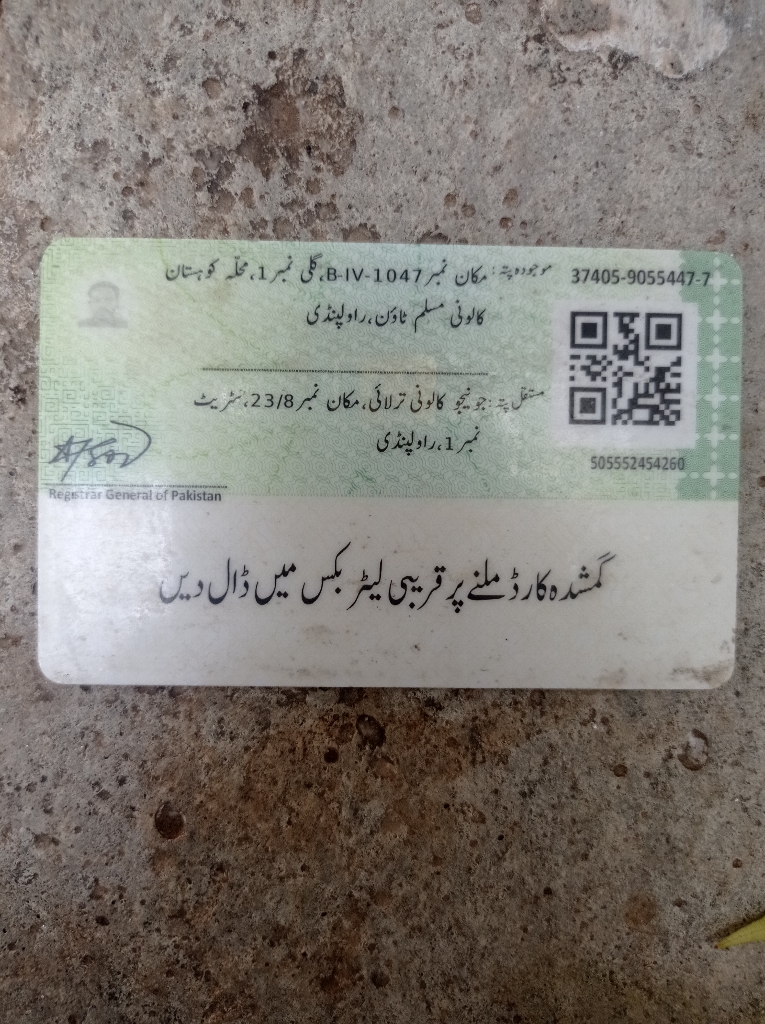 موجودہ پتہ: مکان نمبر B-IV-1047، گلی نمبر 1، محلّہ کوہستان
کالونی مسلم ٹاؤن، راولپنڈی
37405-9055447-7
مستقل پتہ: جونیجو کالونی ترلائی، مکان نمبر 23/8، سٹریٹ
نمبر 1، راولپنڈی
505552454260
Registrar General of Pakistan
گمشدہ کارڈ ملنے پر قریبی لیٹر بکس میں ڈال دیں